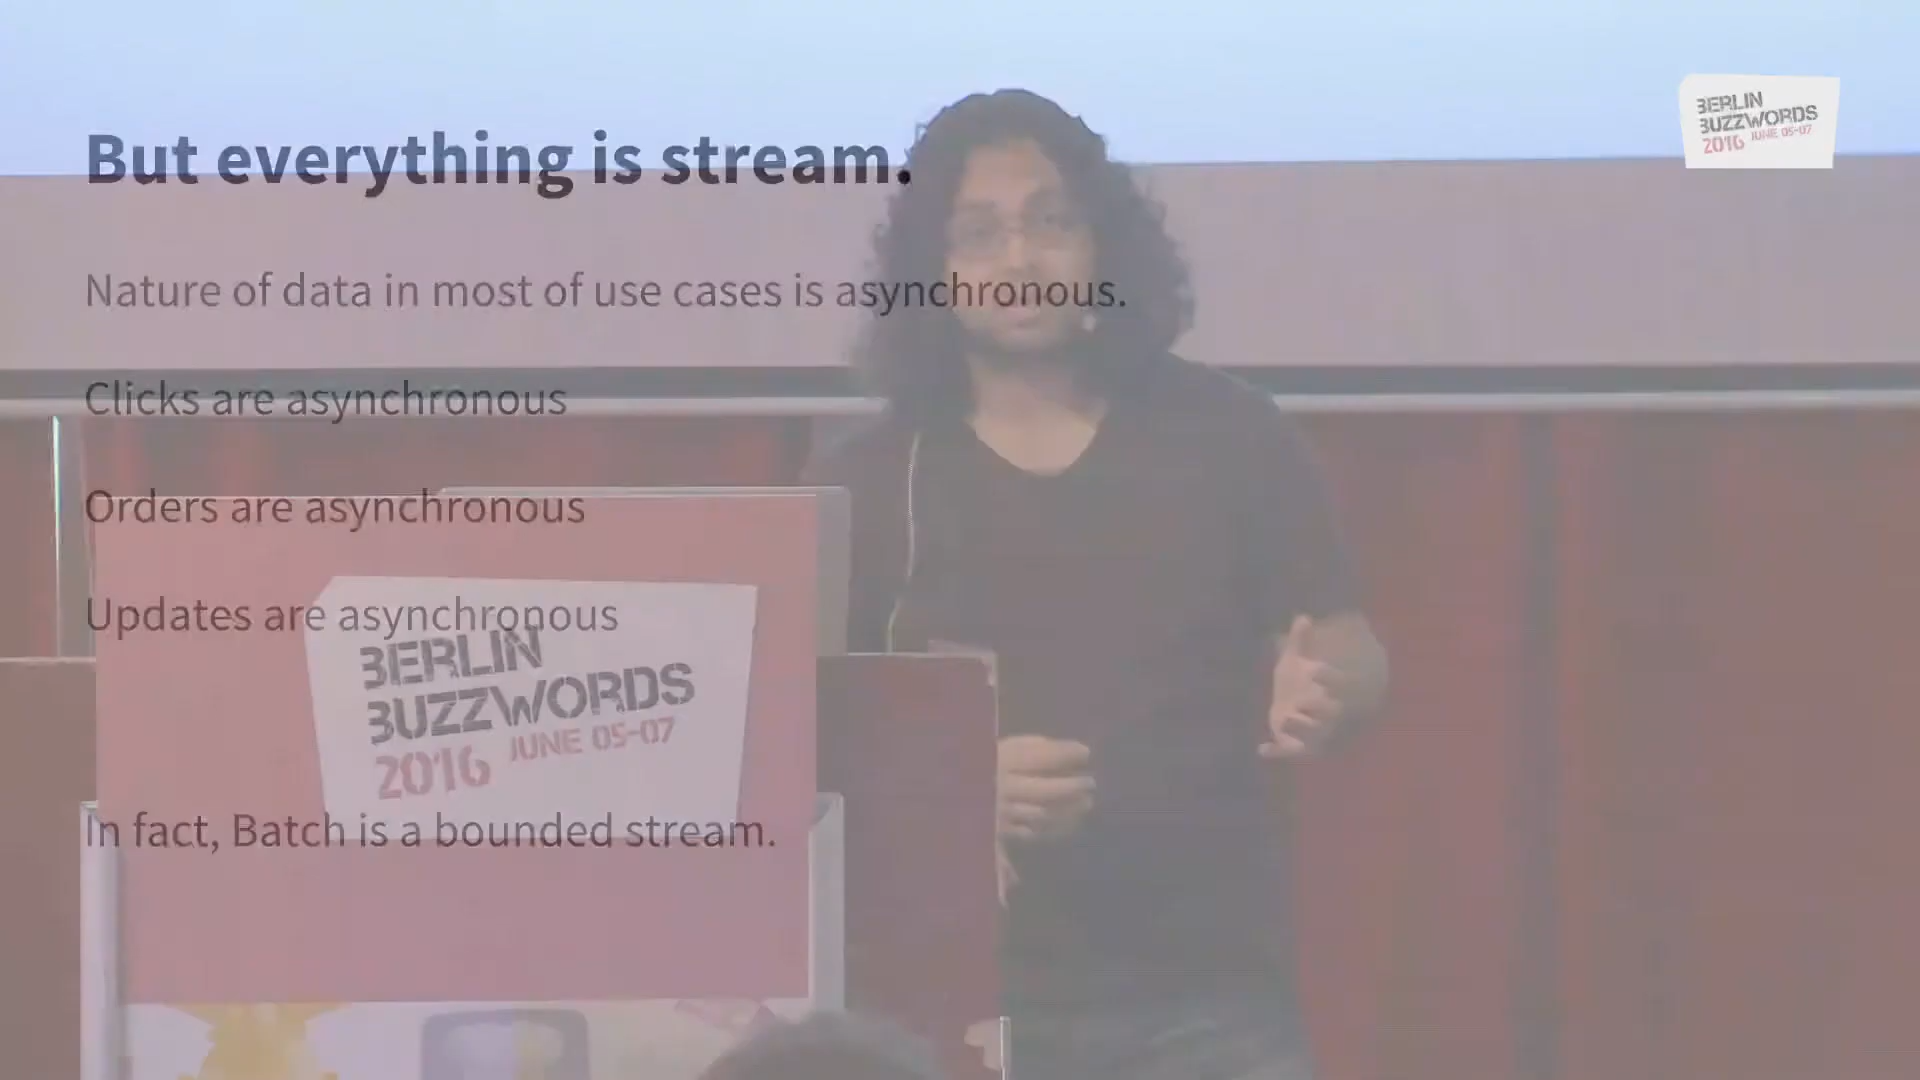 But everything is stream.
BERLIN
BUZZWORDS
2016 JUNE 05-07
Nature of data in most of use cases is asynchronous.
Clicks are asynchronous
Orders are asynchronous
Updates are asynchronous
BERLIN
BUZZWORDS
2016 JUNE 05-07
In fact, Batch is a bounded stream.